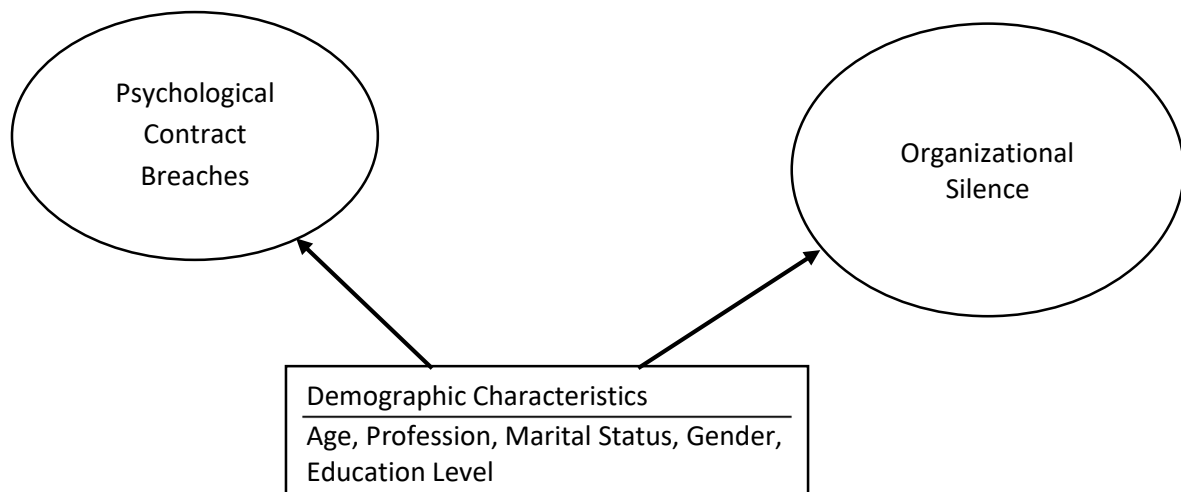 Psychological
Contract
Breaches
Organizational
Silence
Demographic Characteristics
Age, Profession, Marital Status, Gender,
Education Level